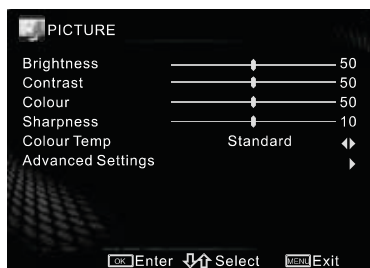 PICTURE
Brightness 50
Contrast 50
Colour 50
Sharpness 10
Colour Temp Standard
Advanced Settings
OK Enter Select MENU Exit